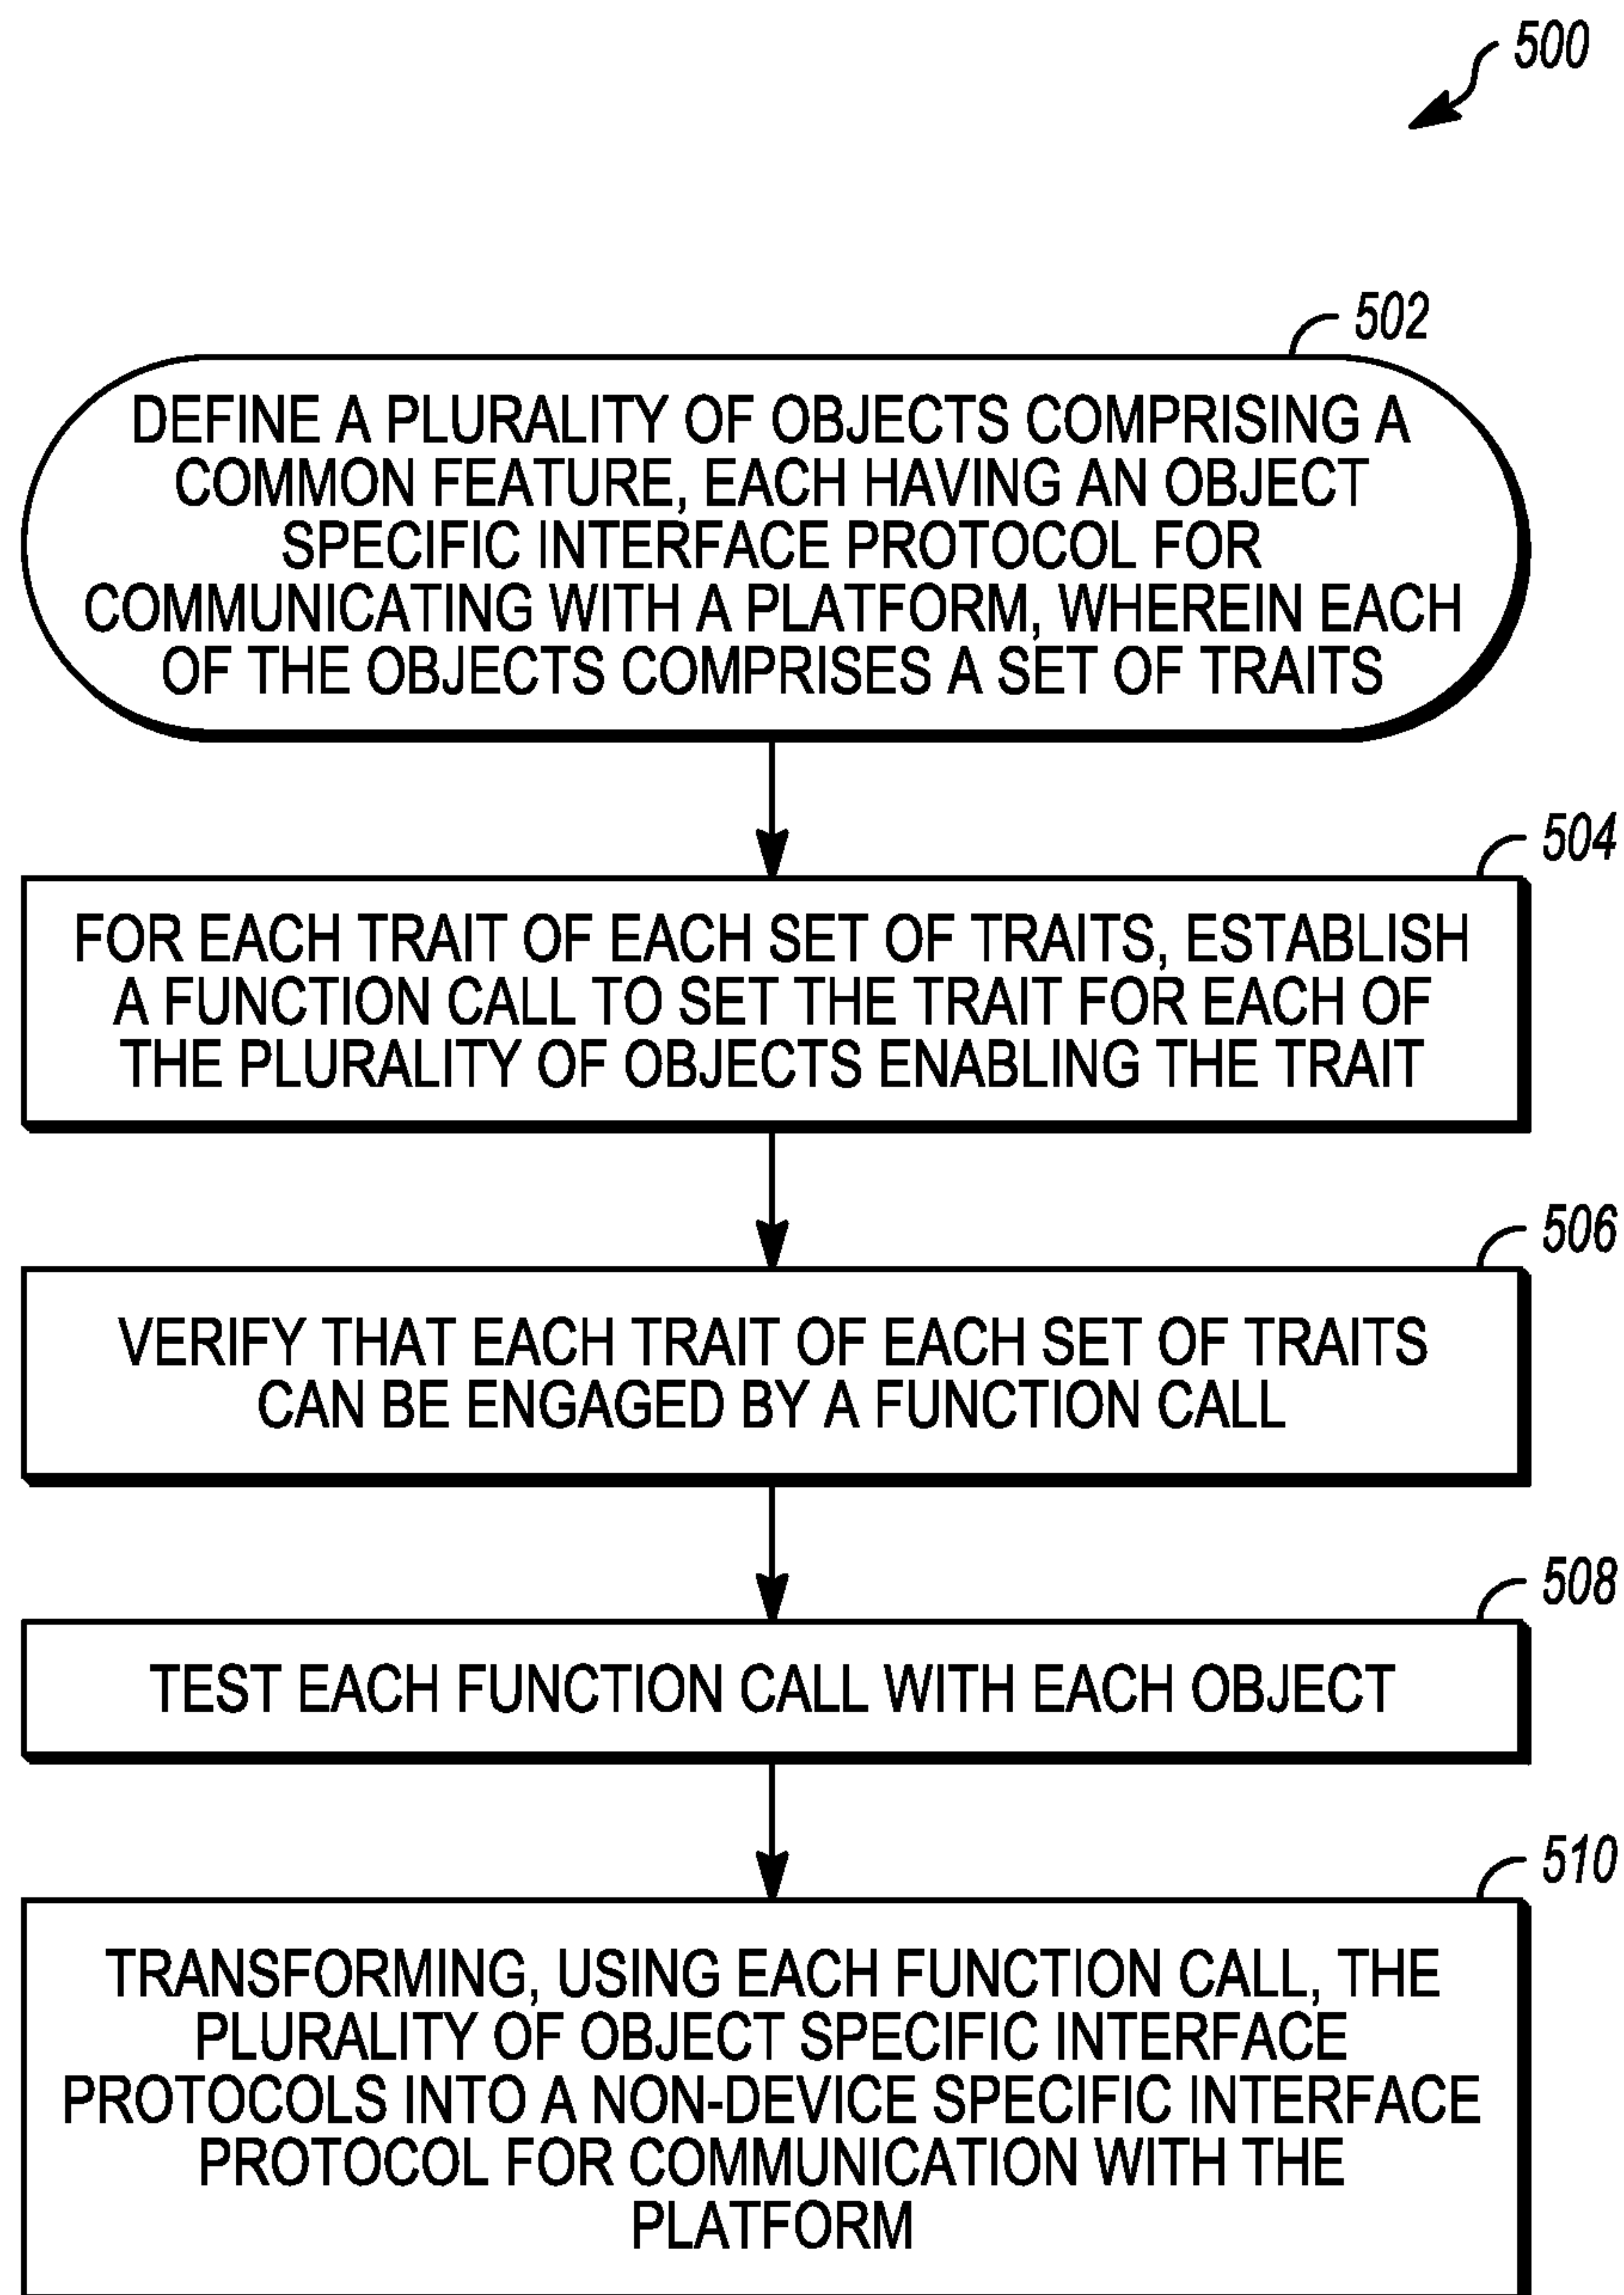 500
502
DEFINE A PLURALITY OF OBJECTS COMPRISING A
COMMON FEATURE, EACH HAVING AN OBJECT
SPECIFIC INTERFACE PROTOCOL FOR
COMMUNICATING WITH A PLATFORM, WHEREIN EACH
OF THE OBJECTS COMPRISES A SET OF TRAITS
504
FOR EACH TRAIT OF EACH SET OF TRAITS, ESTABLISH
A FUNCTION CALL TO SET THE TRAIT FOR EACH OF
THE PLURALITY OF OBJECTS ENABLING THE TRAIT
506
VERIFY THAT EACH TRAIT OF EACH SET OF TRAITS
CAN BE ENGAGED BY A FUNCTION CALL
508
TEST EACH FUNCTION CALL WITH EACH OBJECT
510
TRANSFORMING, USING EACH FUNCTION CALL, THE
PLURALITY OF OBJECT SPECIFIC INTERFACE
PROTOCOLS INTO A NON-DEVICE SPECIFIC INTERFACE
PROTOCOL FOR COMMUNICATION WITH THE
PLATFORM